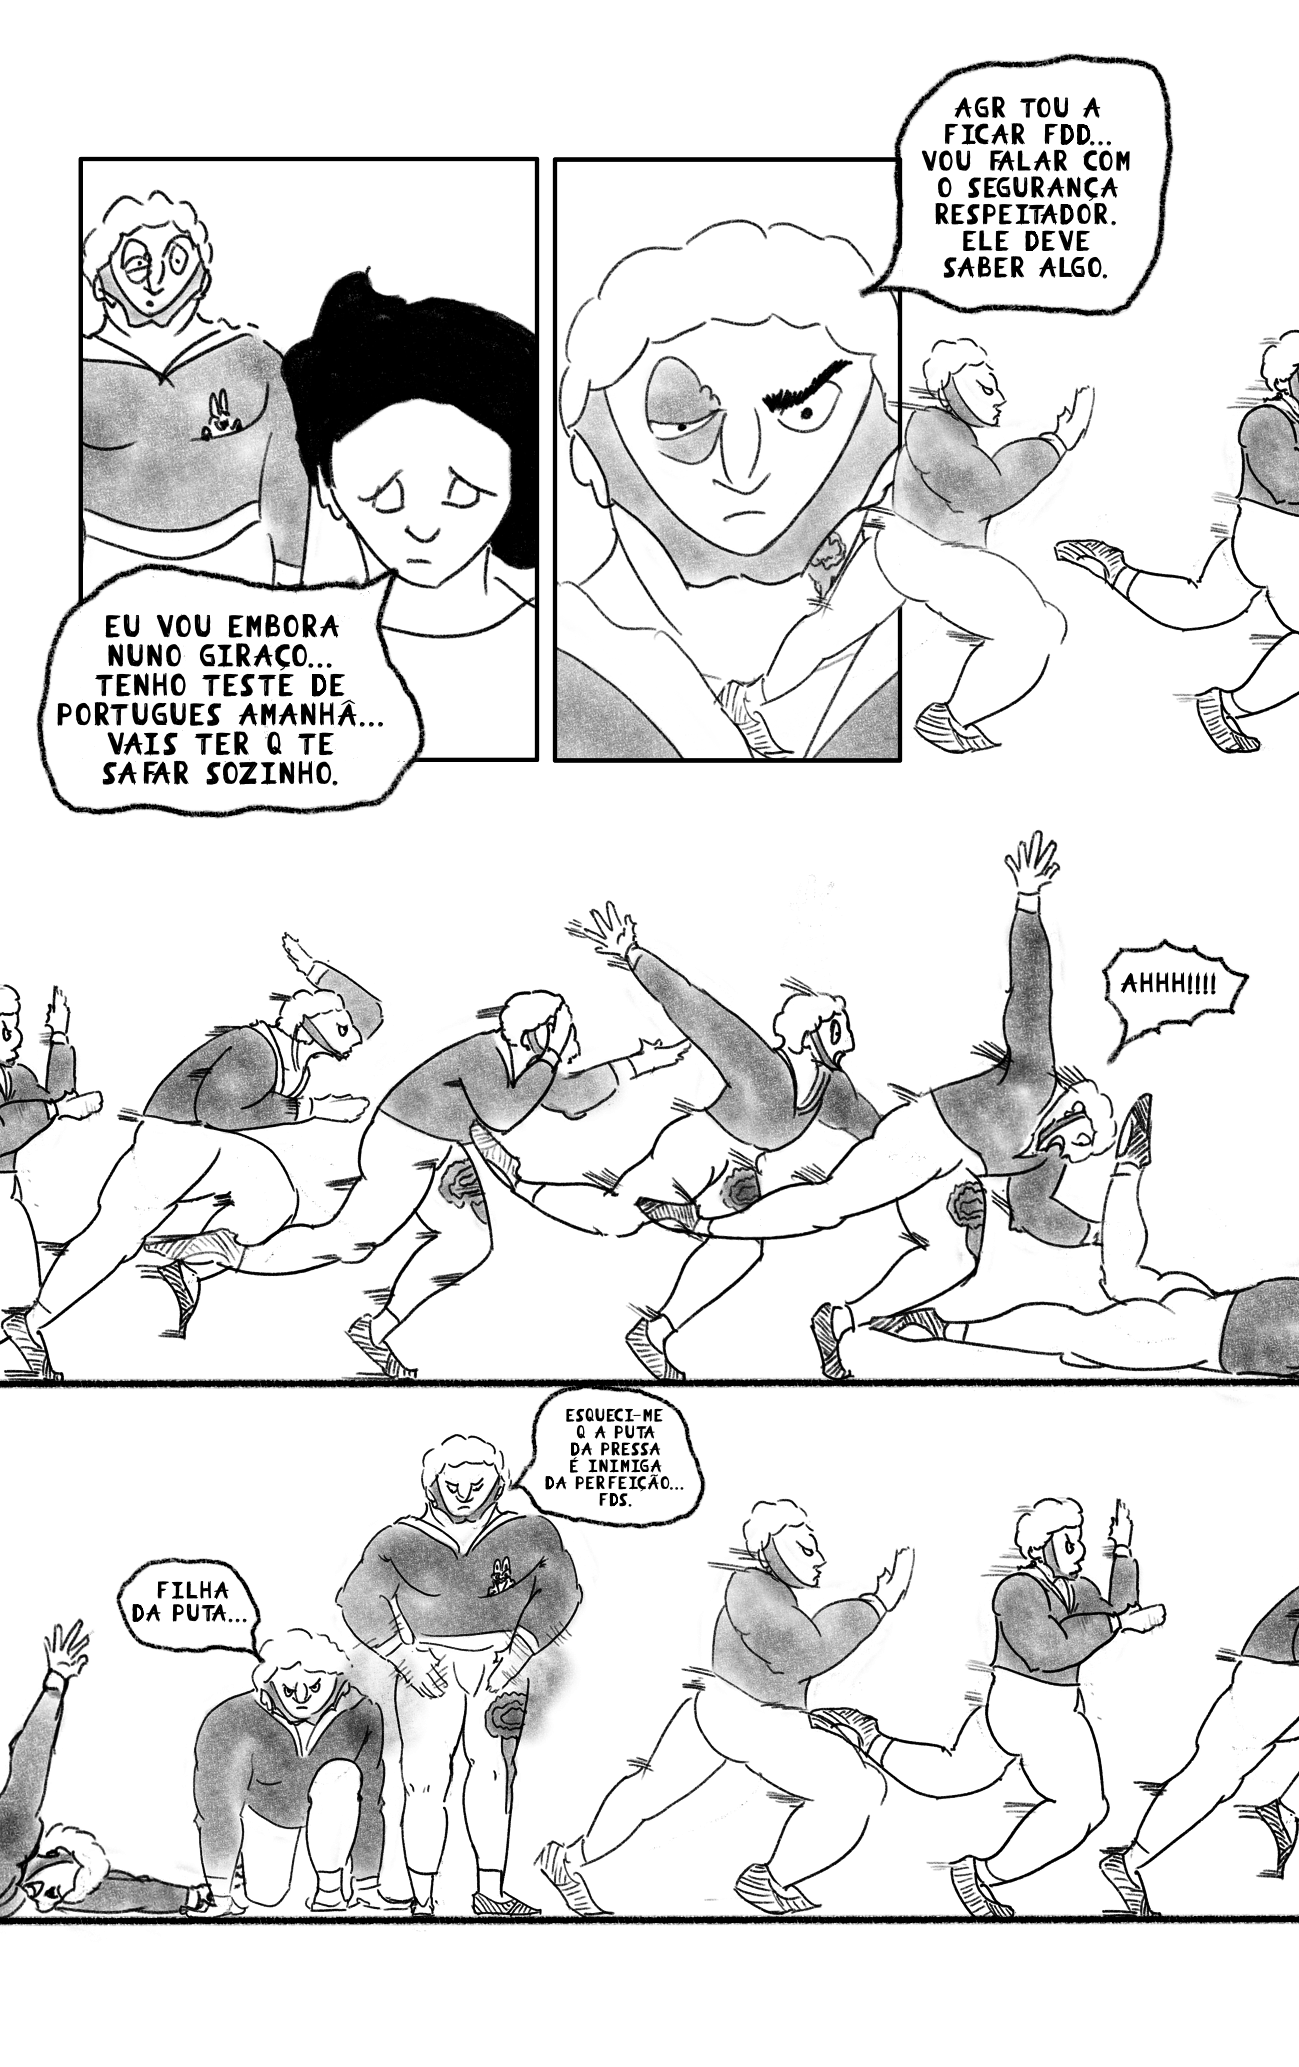 EU VOU EMBORA
NUNO GIRAÇO...
TENHO TESTE DE
PORTUGUES AMANHÂ...
VAIS TER Q TE
SAFAR SOZINHO.
AGR TOU A
FICAR FDD...
VOU FALAR COM
O SEGURANÇA
RESPEITADOR.
ELE DEVE
SABER ALGO.
AHHH!!!!
FILHA
DA PUTA...
ESQUECI-ME
Q A PUTA
DA PRESSA
É INIMIGA
DA PERFEIÇÃO...
FDS.